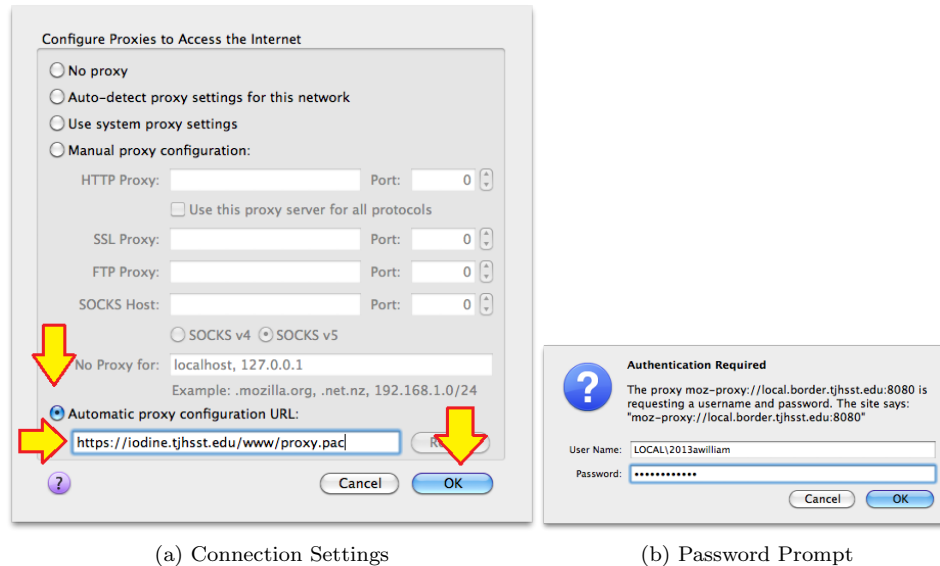 Configure Proxies to Access the Internet
No proxy
Auto-detect proxy settings for this network
Use system proxy settings
Manual proxy configuration:
HTTP Proxy: Port: 0
Use this proxy server for all protocols
SSL Proxy: Port: 0
FTP Proxy: Port: 0
SOCKS Host: Port: 0
SOCKS v4 SOCKS v5
No Proxy for: localhost, 127.0.0.1
Example: .mozilla.org, .net.nz, 192.168.1.0/24
Automatic proxy configuration URL:
https://iodine.tjhsst.edu/www/proxy.pac
? Cancel OK
(a) Connection Settings
Authentication Required
The proxy moz-proxy://local.border.tjhsst.edu:8080 is
requesting a username and password. The site says:
"moz-proxy://local.border.tjhsst.edu:8080"
User Name: LOCAL\2013awilliam
Password: ••••••••••••
Cancel OK
(b) Password Prompt